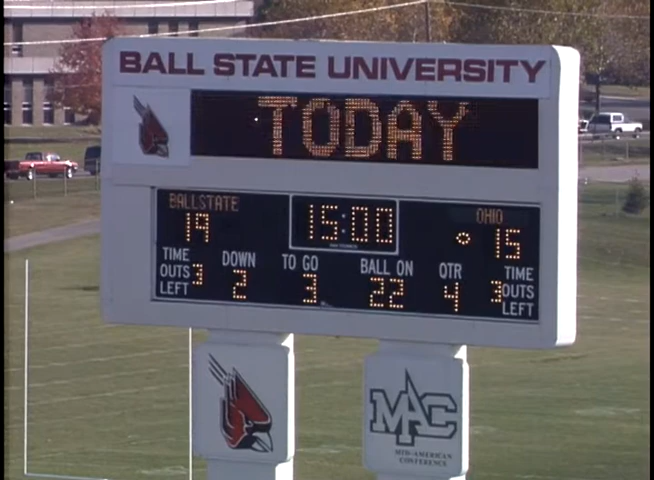 BALL STATE UNIVERSITY
TODAY
BALLSTATE 15:00 OHIO
19 15
TIME OUTS LEFT 3 DOWN 2 TO GO 3 BALL ON 22 QTR 4 3 TIME OUTS LEFT
MAC
MID-AMERICAN
CONFERENCE